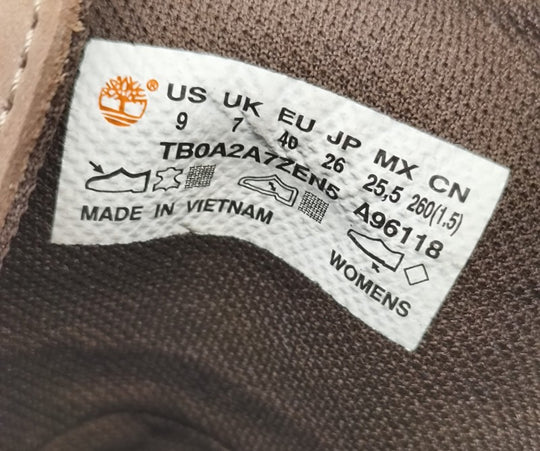 ® US UK EU JP MX CN
9 7 40 26 25,5 260(1.5)
TB0A2A7ZEN5 A96118
MADE IN VIETNAM
WOMENS